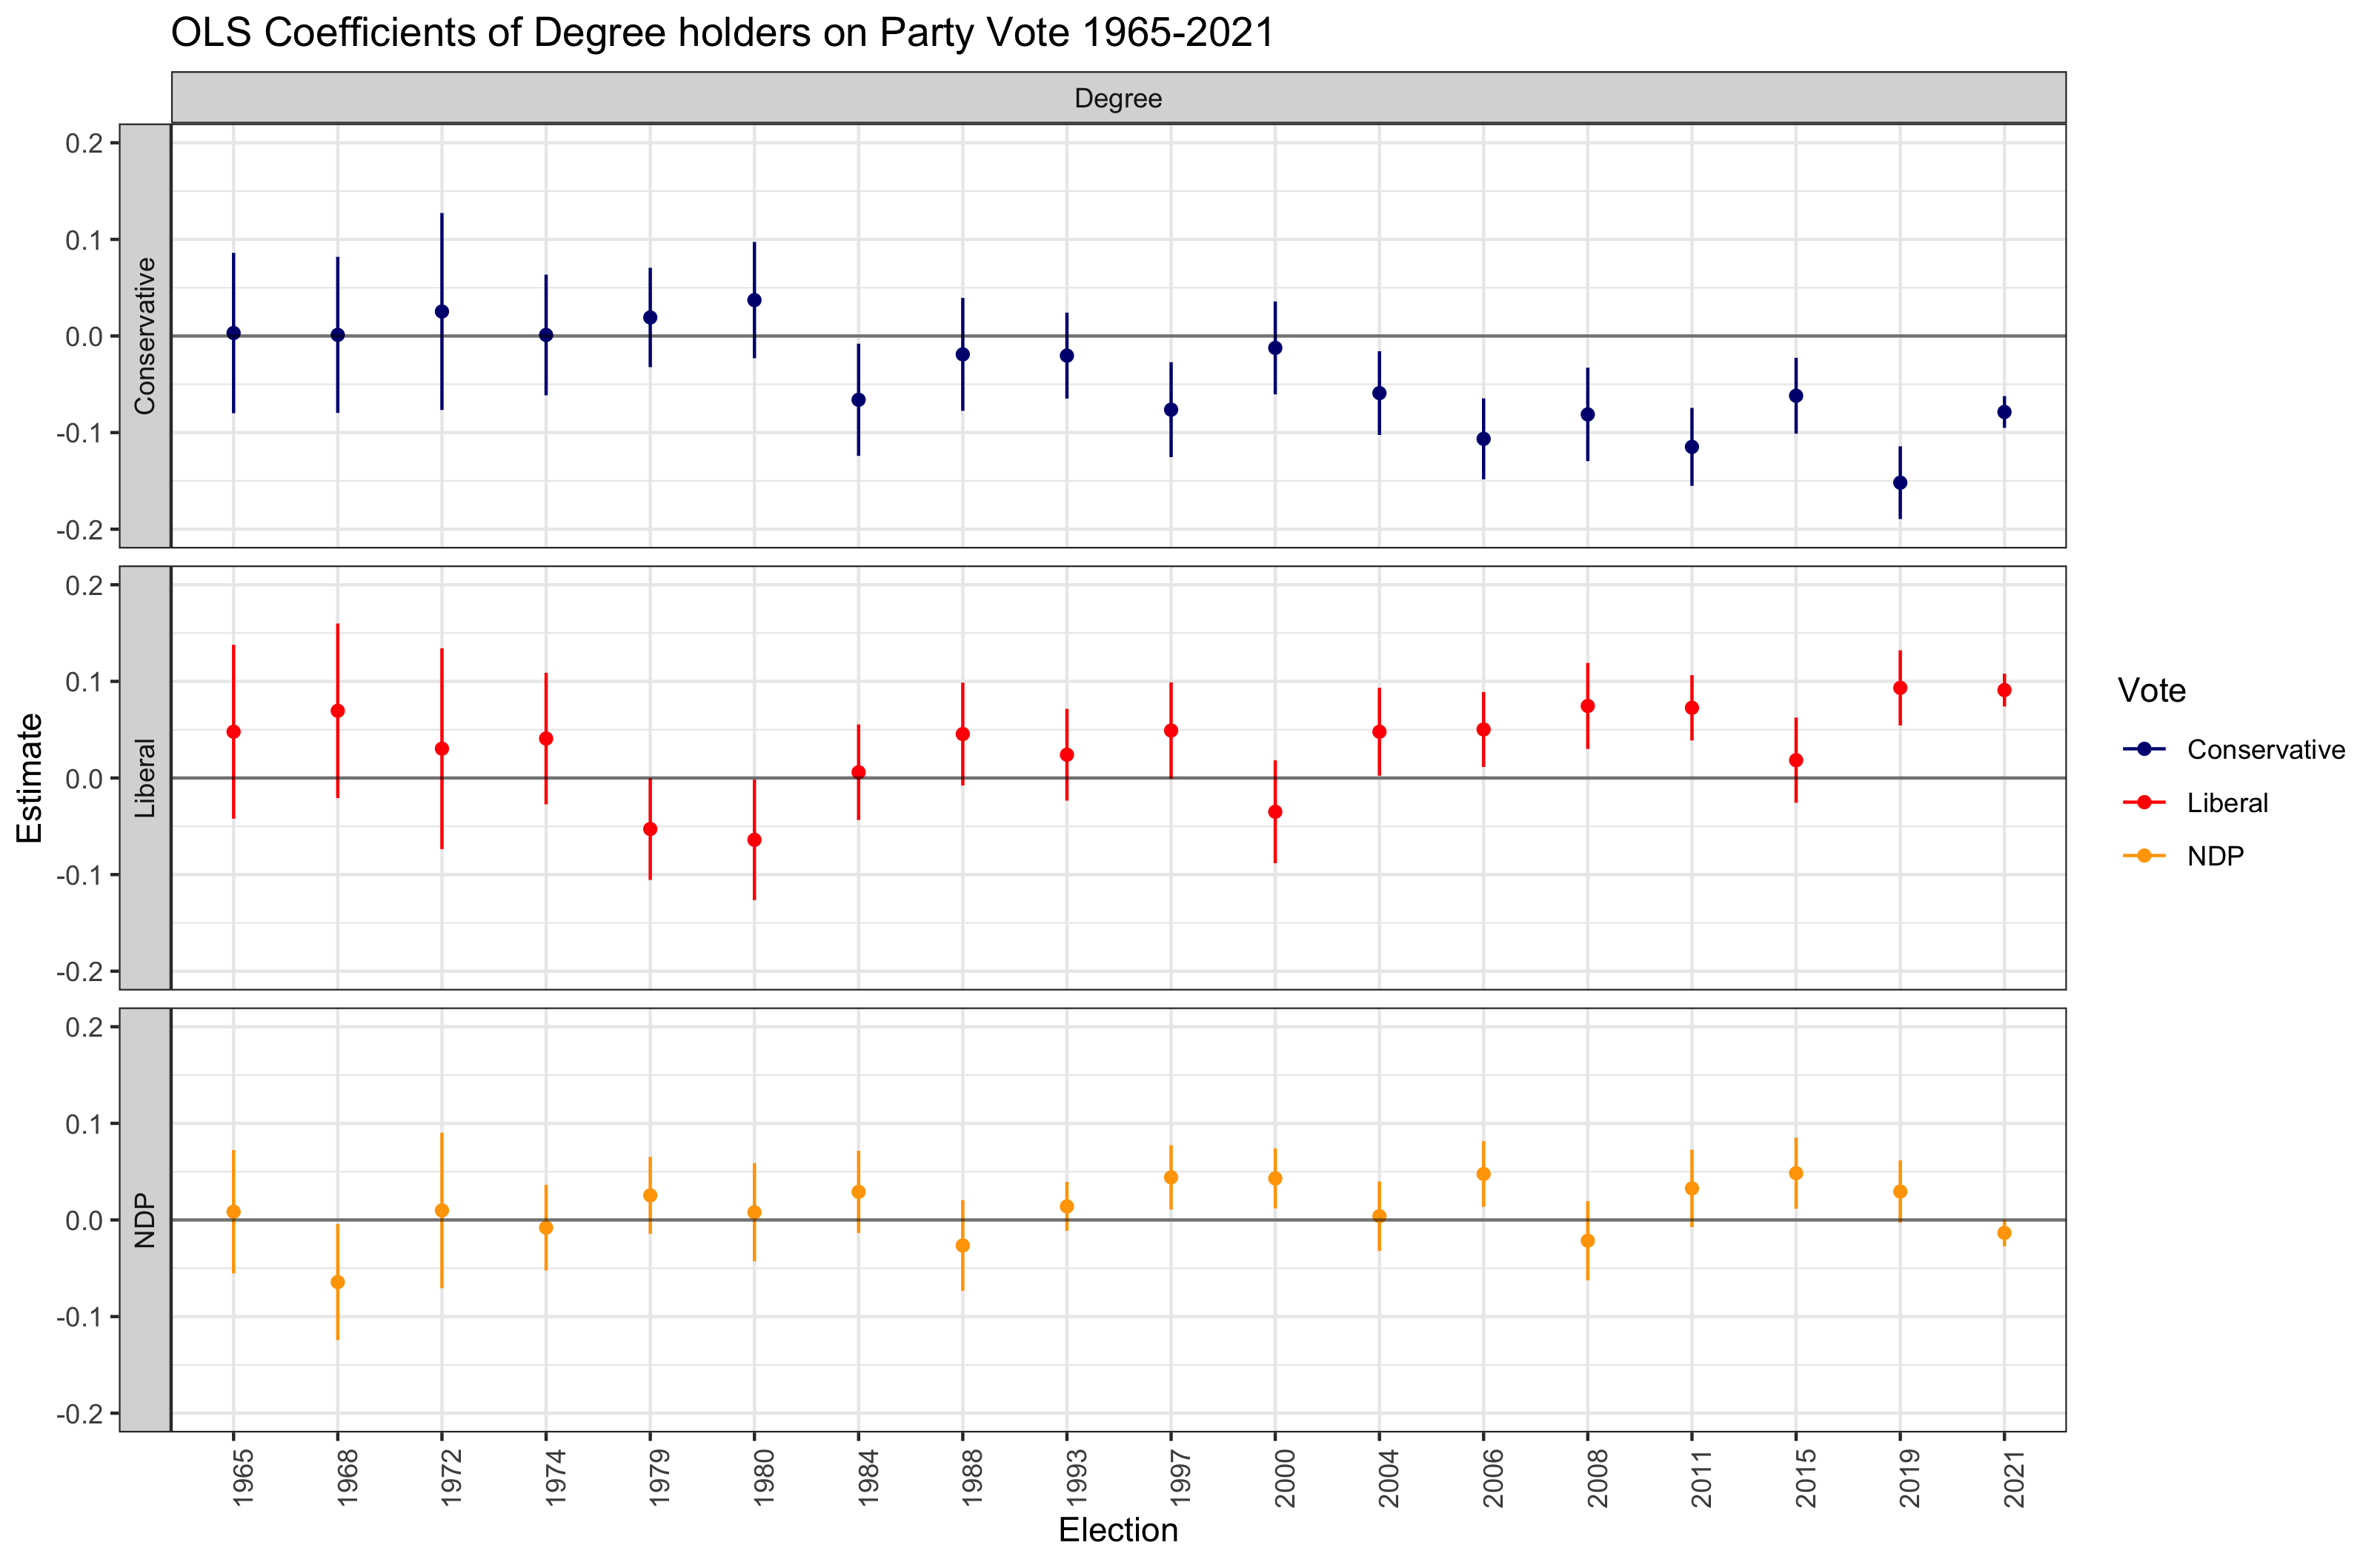 OLS Coefficients of Degree holders on Party Vote 1965-2021
Degree
Conservative
0.2
0.1
0.0
-0.1
-0.2
Liberal
0.2
0.1
0.0
-0.1
-0.2
NDP
0.2
0.1
0.0
-0.1
-0.2
Estimate
1965 1968 1972 1974 1979 1980 1984 1988 1993 1997 2000 2004 2006 2008 2011 2015 2019 2021
Election
Vote
Conservative
Liberal
NDP